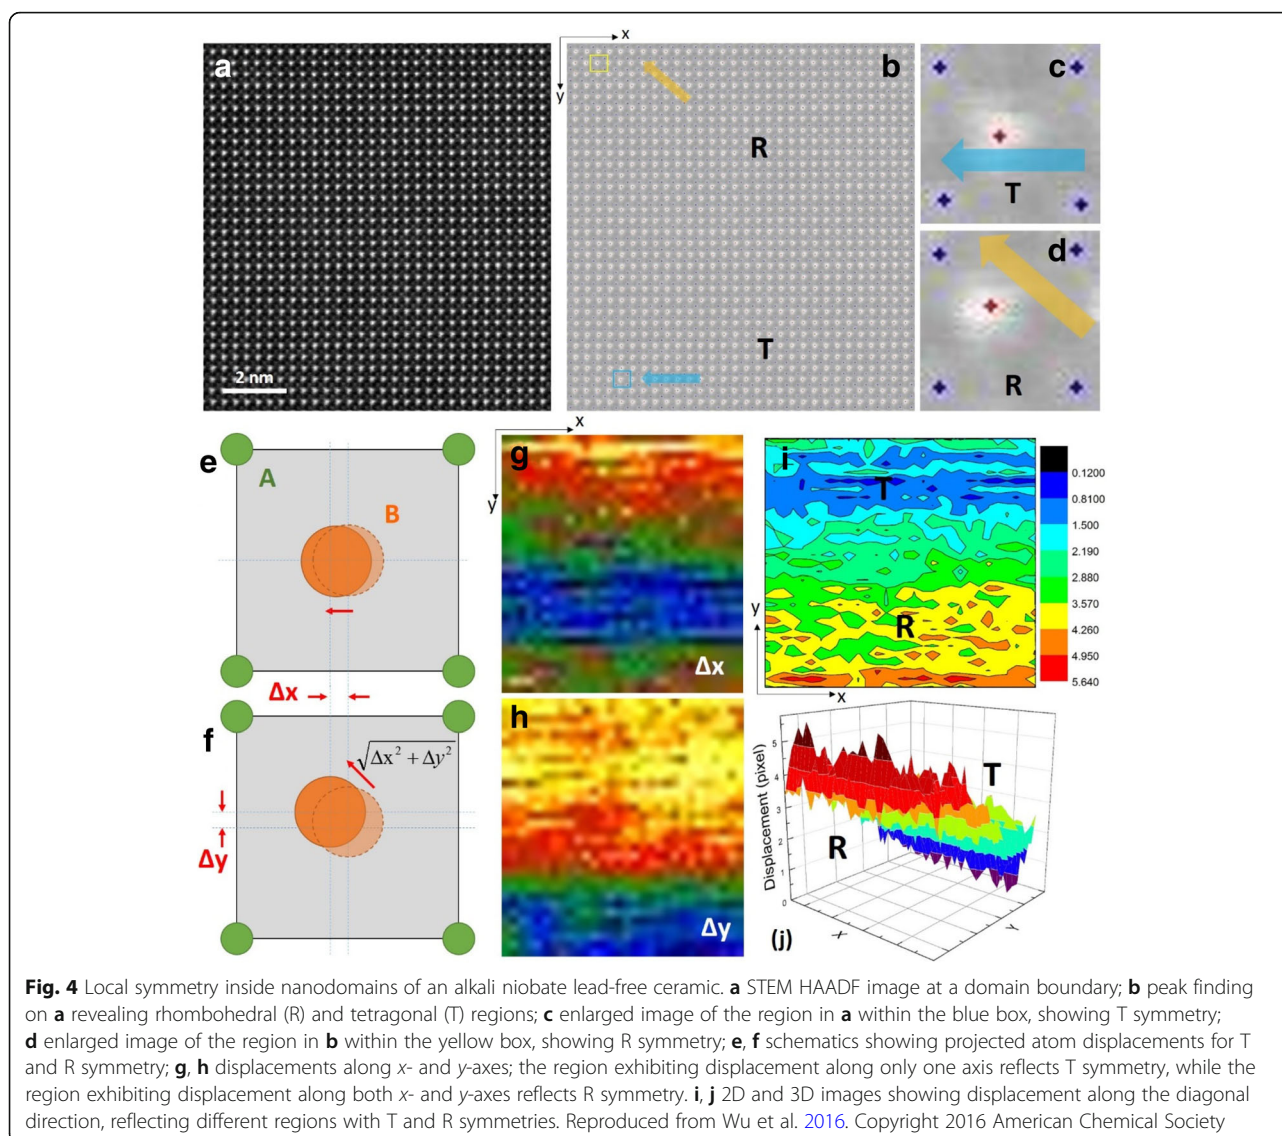 a
2 nm
x
y
b
R
T
c
T
d
R
e
A
B
Δx
f
√Δx² + Δy²
Δy
x
y
g
Δx
h
Δy
i
T
R
y
x
0.1200
0.8100
1.500
2.190
2.880
3.570
4.260
4.950
5.640
Displacement (pixel)
5
4
3
2
1
0
T
R
X
Y
(j)
Fig. 4 Local symmetry inside nanodomains of an alkali niobate lead-free ceramic. a STEM HAADF image at a domain boundary; b peak finding
on a revealing rhombohedral (R) and tetragonal (T) regions; c enlarged image of the region in a within the blue box, showing T symmetry;
d enlarged image of the region in b within the yellow box, showing R symmetry; e, f schematics showing projected atom displacements for T
and R symmetry; g, h displacements along x- and y-axes; the region exhibiting displacement along only one axis reflects T symmetry, while the
region exhibiting displacement along both x- and y-axes reflects R symmetry. i, j 2D and 3D images showing displacement along the diagonal
direction, reflecting different regions with T and R symmetries. Reproduced from Wu et al. 2016. Copyright 2016 American Chemical Society